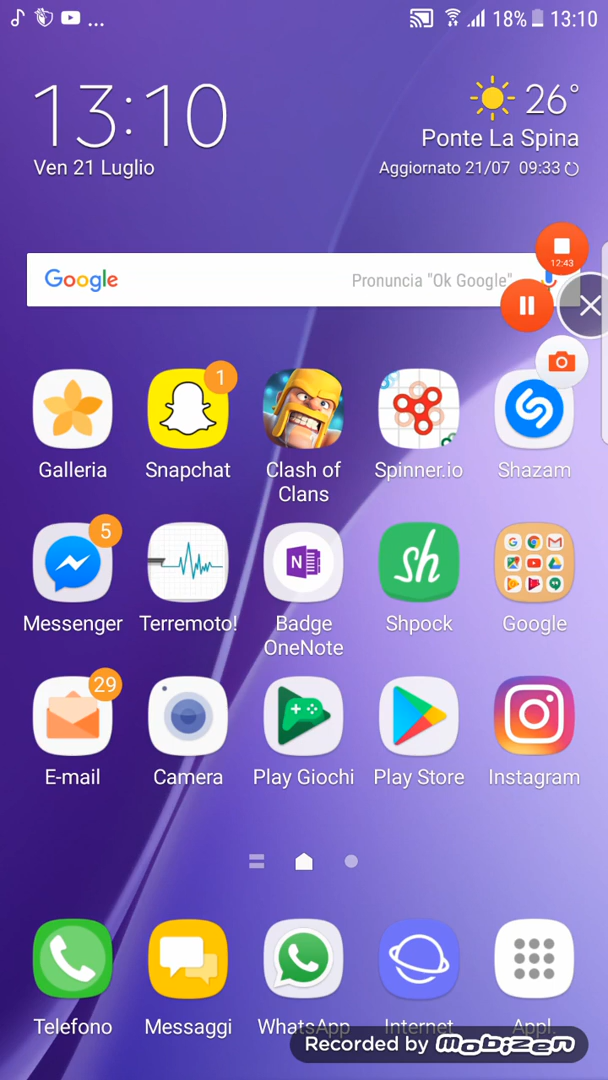 ... 18% 13:10
13:10
26°
Ven 21 Luglio
Ponte La Spina
Aggiornato 21/07 09:33
Google
Pronuncia "Ok Google"
12:43
1
Galleria
Snapchat
Clash of
Clans
Spinner.io
Shazam
5
N
sh
Messenger
Terremoto!
Badge
OneNote
Shpock
Google
29
E-mail
Camera
Play Giochi
Play Store
Instagram
Telefono
Messaggi
WhatsApp
Internet
Appl.
Recorded by mobizen